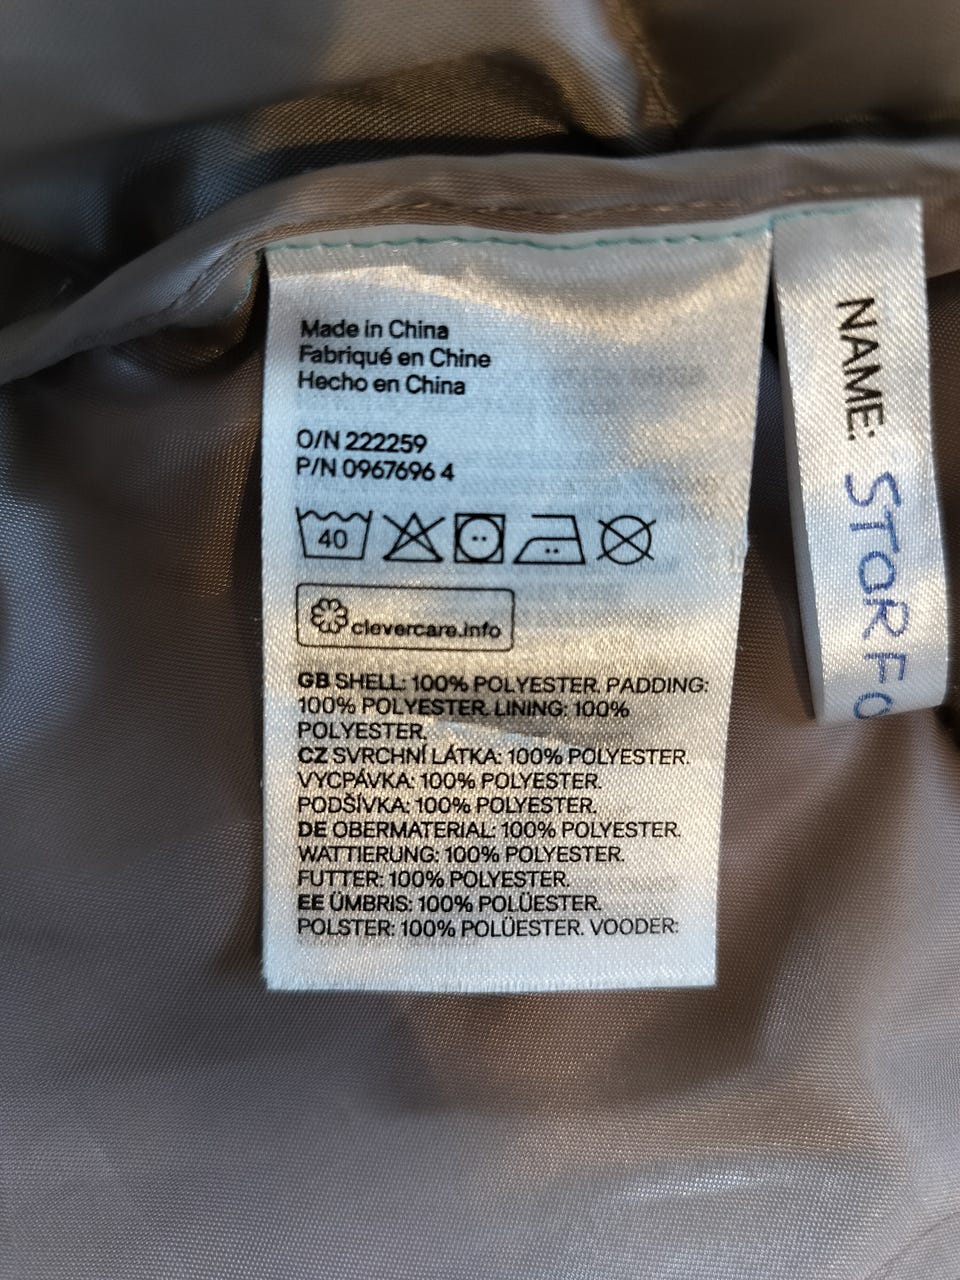 Made in China
Fabriqué en Chine
Hecho en China
O/N 222259
P/N 0967696 4
40
clevercare.info
GB SHELL: 100% POLYESTER. PADDING:
100% POLYESTER. LINING: 100%
POLYESTER.
CZ SVRCHNÍ LÁTKA: 100% POLYESTER.
VYCPÁVKA: 100% POLYESTER.
PODŠÍVKA: 100% POLYESTER.
DE OBERMATERIAL: 100% POLYESTER.
WATTIERUNG: 100% POLYESTER.
FUTTER: 100% POLYESTER.
EE ÜMBRIS: 100% POLÜESTER.
POLSTER: 100% POLÜESTER. VOODER:
NAME: STORFO